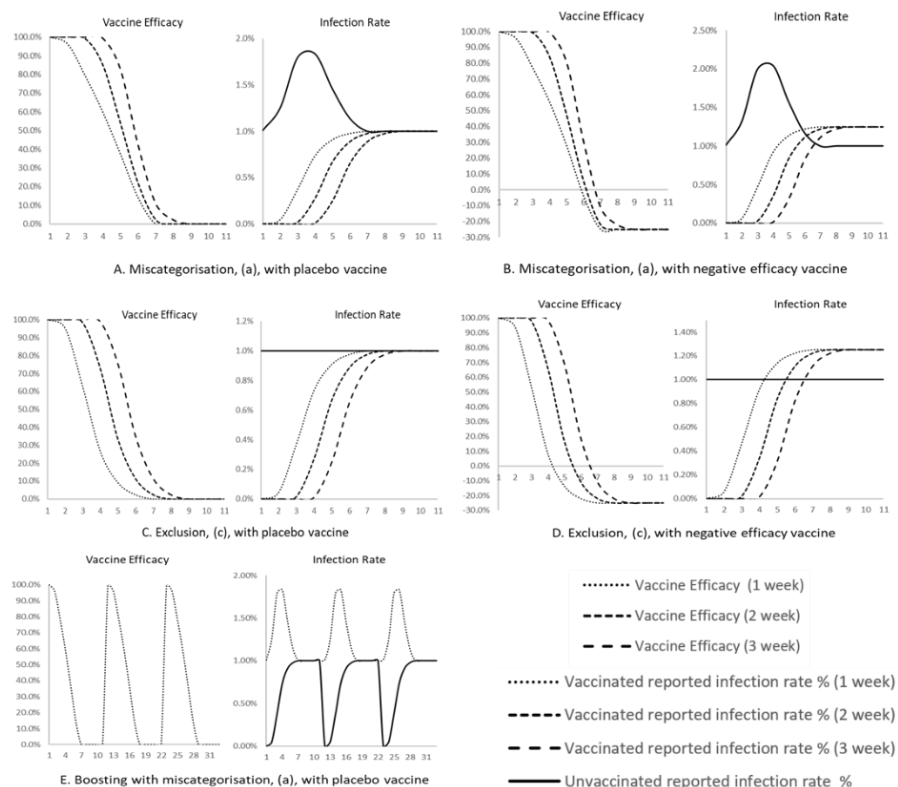 Vaccine Efficacy
100.0%
90.0%
80.0%
70.0%
60.0%
50.0%
40.0%
30.0%
20.0%
10.0%
0.0%
1 2 3 4 5 6 7 8 9 10 11
Infection Rate
2.0%
1.5%
1.0%
0.5%
0.0%
1 2 3 4 5 6 7 8 9 10 11
A. Miscategorisation, (a), with placebo vaccine
Vaccine Efficacy
100.0%
90.0%
80.0%
70.0%
60.0%
50.0%
40.0%
30.0%
20.0%
10.0%
0.0%
-10.0%
-20.0%
-30.0%
1 2 3 4 5 6 7 8 9 10 11
Infection Rate
2.50%
2.00%
1.50%
1.00%
0.50%
0.00%
1 2 3 4 5 6 7 8 9 10 11
B. Miscategorisation, (a), with negative efficacy vaccine
Vaccine Efficacy
100.0%
90.0%
80.0%
70.0%
60.0%
50.0%
40.0%
30.0%
20.0%
10.0%
0.0%
1 2 3 4 5 6 7 8 9 10 11
Infection Rate
1.2%
1.0%
0.8%
0.6%
0.4%
0.2%
0.0%
1 2 3 4 5 6 7 8 9 10 11
C. Exclusion, (c), with placebo vaccine
Vaccine Efficacy
100.0%
90.0%
80.0%
70.0%
60.0%
50.0%
40.0%
30.0%
20.0%
10.0%
0.0%
-10.0%
-20.0%
-30.0%
1 2 3 4 5 6 7 8 9 10 11
Infection Rate
1.40%
1.20%
1.00%
0.80%
0.60%
0.40%
0.20%
0.00%
1 2 3 4 5 6 7 8 9 10 11
D. Exclusion, (c), with negative efficacy vaccine
Vaccine Efficacy
100.0%
90.0%
80.0%
70.0%
60.0%
50.0%
40.0%
30.0%
20.0%
10.0%
0.0%
1 4 7 10 13 16 19 22 25 28 31
Infection Rate
2.00%
1.50%
1.00%
0.50%
0.00%
1 4 7 10 13 16 19 22 25 28 31
E. Boosting with miscategorisation, (a), with placebo vaccine
Vaccine Efficacy (1 week)
Vaccine Efficacy (2 week)
Vaccine Efficacy (3 week)
Vaccinated reported infection rate % (1 week)
Vaccinated reported infection rate % (2 week)
Vaccinated reported infection rate % (3 week)
Unvaccinated reported infection rate %